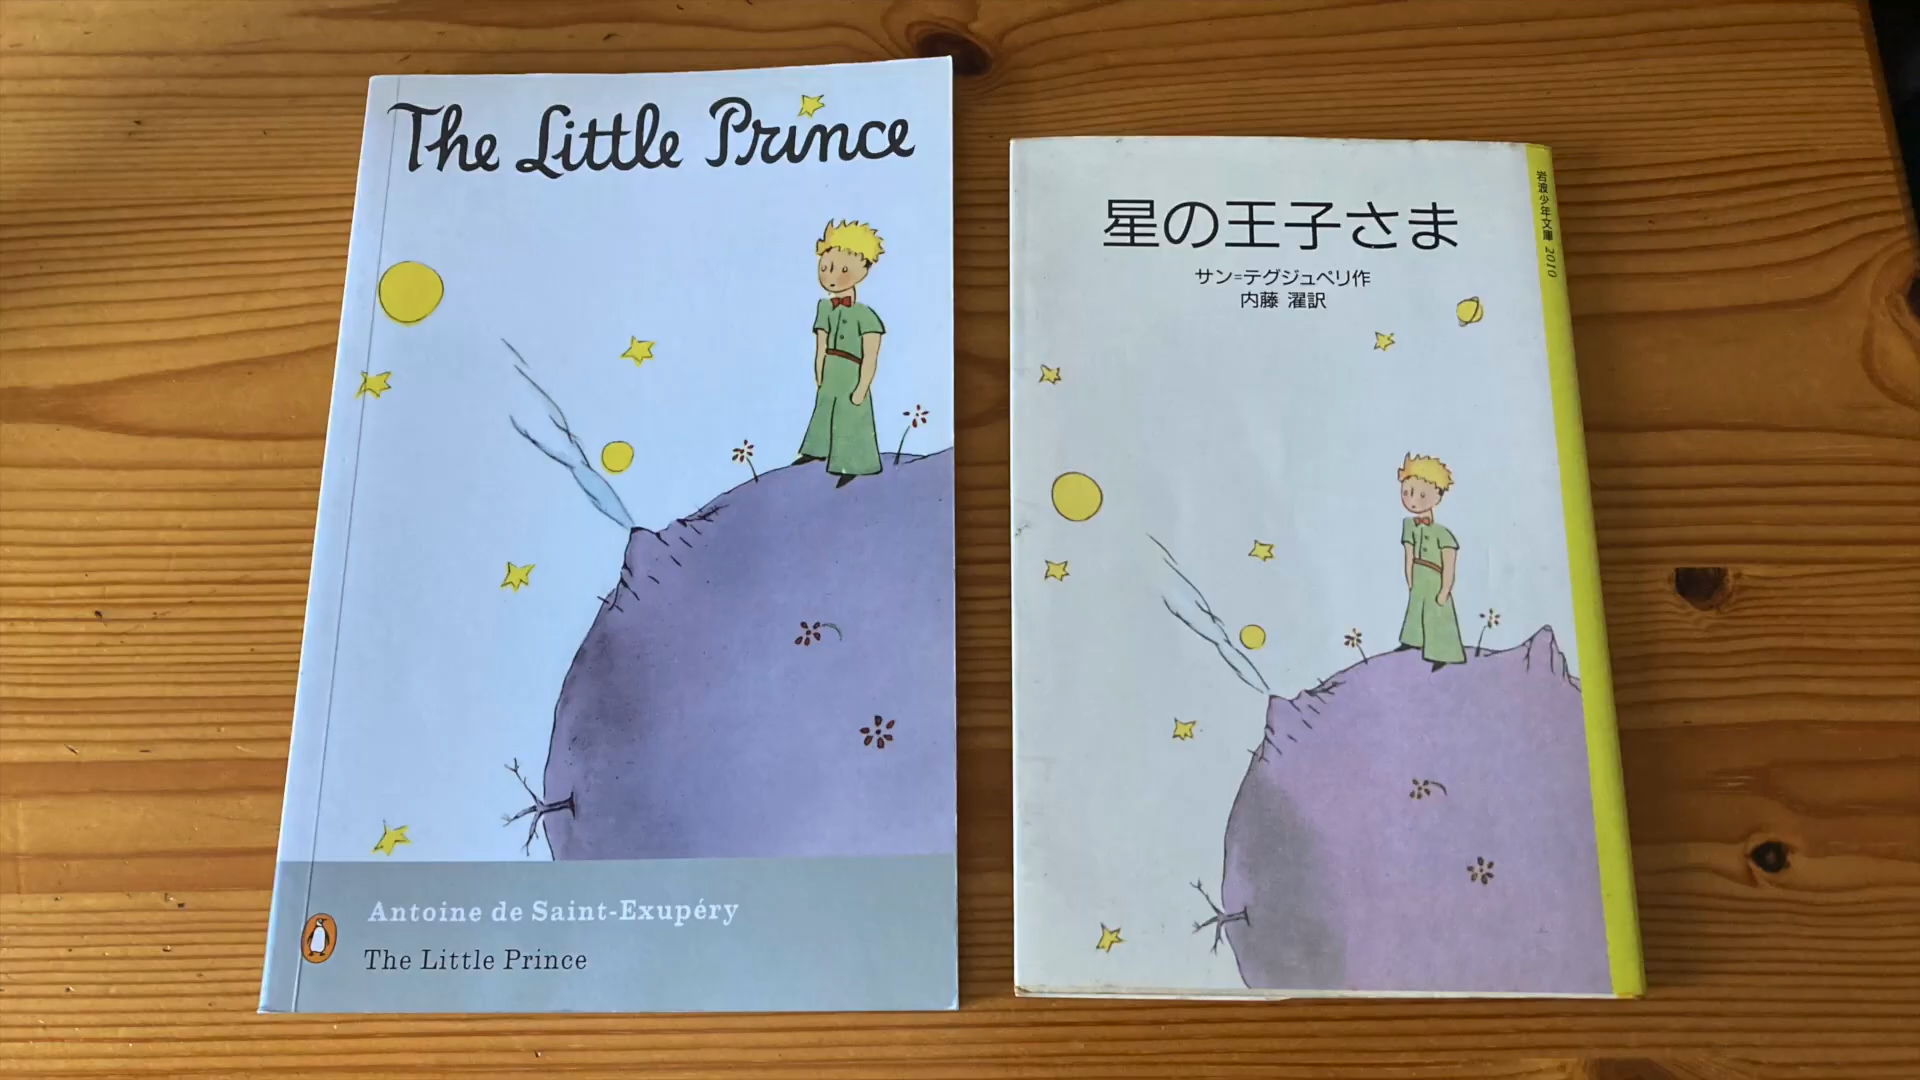 The Little Prince
Antoine de Saint-Exupéry
The Little Prince
星の王子さま
サン=テグジュペリ作
内藤 濯訳
岩波少年文庫 2010